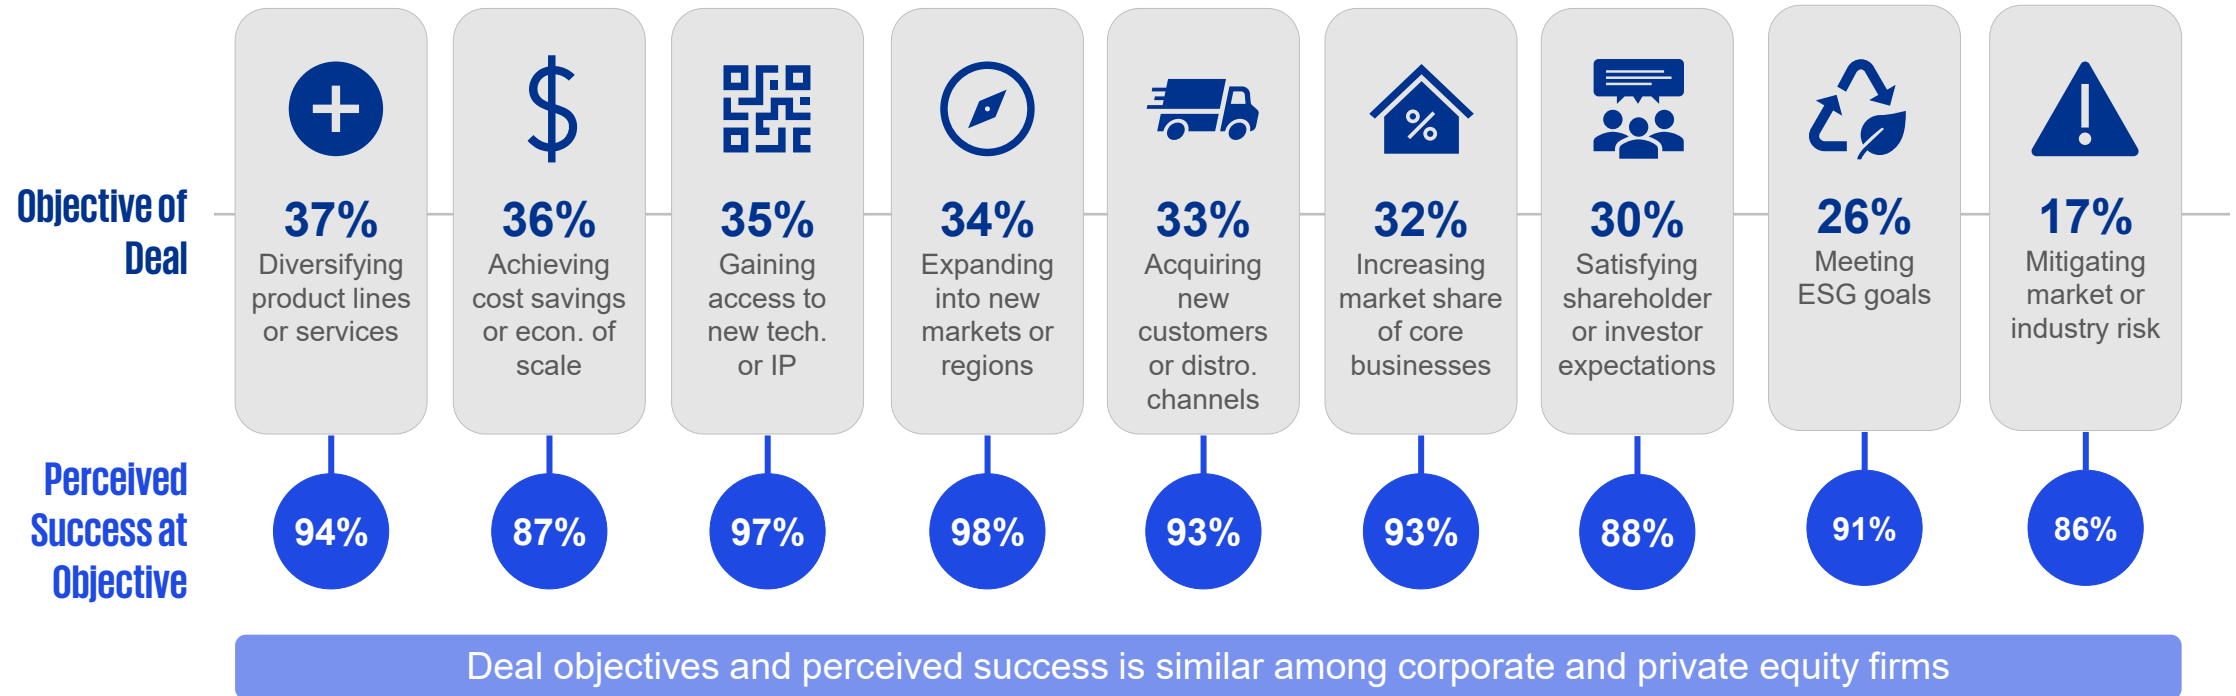 Objective of
Deal
37%
Diversifying
product lines
or services
36%
Achieving
cost savings
or econ. of
scale
35%
Gaining
access to
new tech.
or IP
34%
Expanding
into new
markets or
regions
33%
Acquiring
new
customers
or distro.
channels
32%
Increasing
market share
of core
businesses
30%
Satisfying
shareholder
or investor
expectations
26%
Meeting
ESG goals
17%
Mitigating
market or
industry risk
Perceived
Success at
Objective
94%
87%
97%
98%
93%
93%
88%
91%
86%
Deal objectives and perceived success is similar among corporate and private equity firms